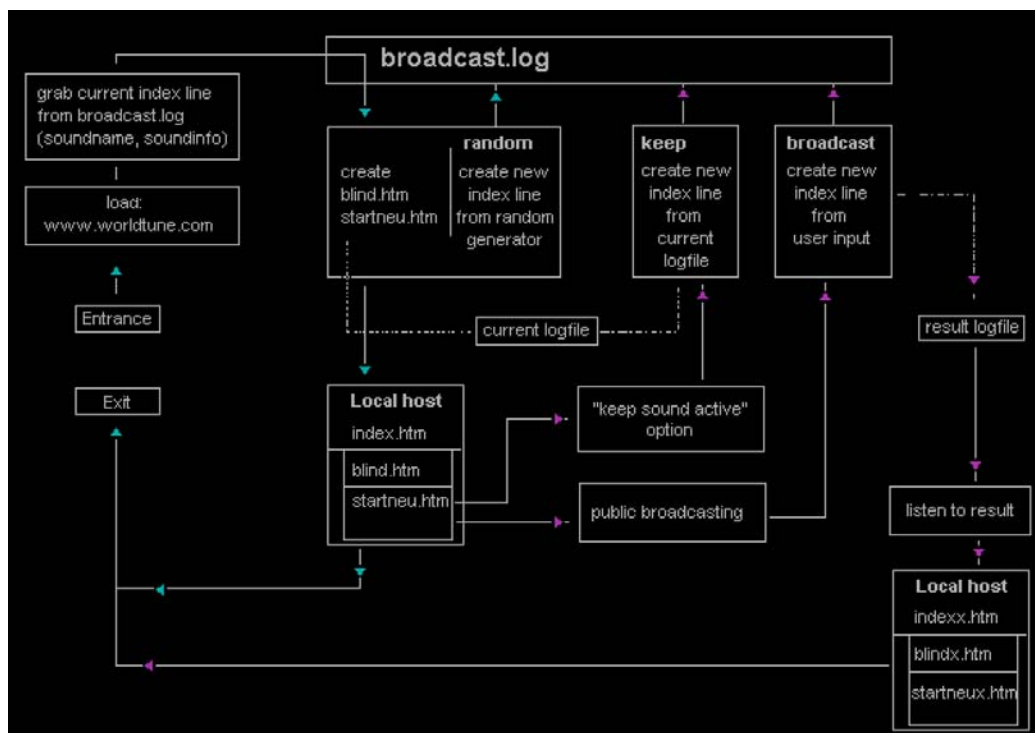 broadcast.log
grab current index line
from broadcast.log
(soundname, soundinfo)
load:
www.worldtune.com
Entrance
Exit
create
blind.htm
startneu.htm
random
create new
index line
from random
generator
keep
create new
index line
from
current
logfile
broadcast
create new
index line
from
user input
current logfile
result logfile
Local host
index.htm
blind.htm
startneu.htm
"keep sound active"
option
public broadcasting
listen to result
Local host
indexx.htm
blindx.htm
startneux.htm